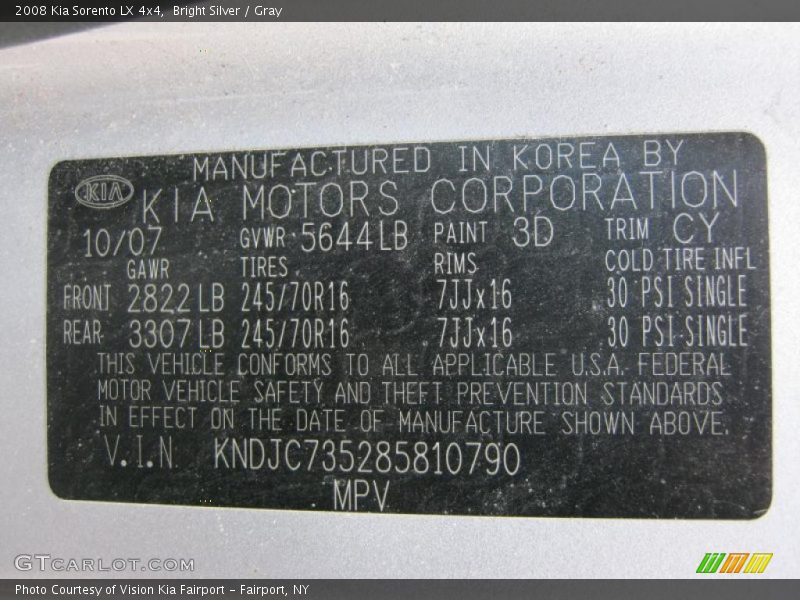 2008 Kia Sorento LX 4x4, Bright Silver / Gray
MANUFACTURED IN KOREA BY
KIA KIA MOTORS CORPORATION
10/07 GVWR 5644LB PAINT 3D TRIM CY
GAWR TIRES RIMS COLD TIRE INFL
FRONT 2822 LB 245/70R16 7JJx16 30 PSI SINGLE
REAR 3307 LB 245/70R16 7JJx16 30 PSI SINGLE
THIS VEHICLE CONFORMS TO ALL APPLICABLE U.S.A. FEDERAL
MOTOR VEHICLE SAFETY AND THEFT PREVENTION STANDARDS
IN EFFECT ON THE DATE OF MANUFACTURE SHOWN ABOVE.
V.I.N KNDJC735285810790
MPV
GTCARLOT.COM
Photo Courtesy of Vision Kia Fairport - Fairport, NY